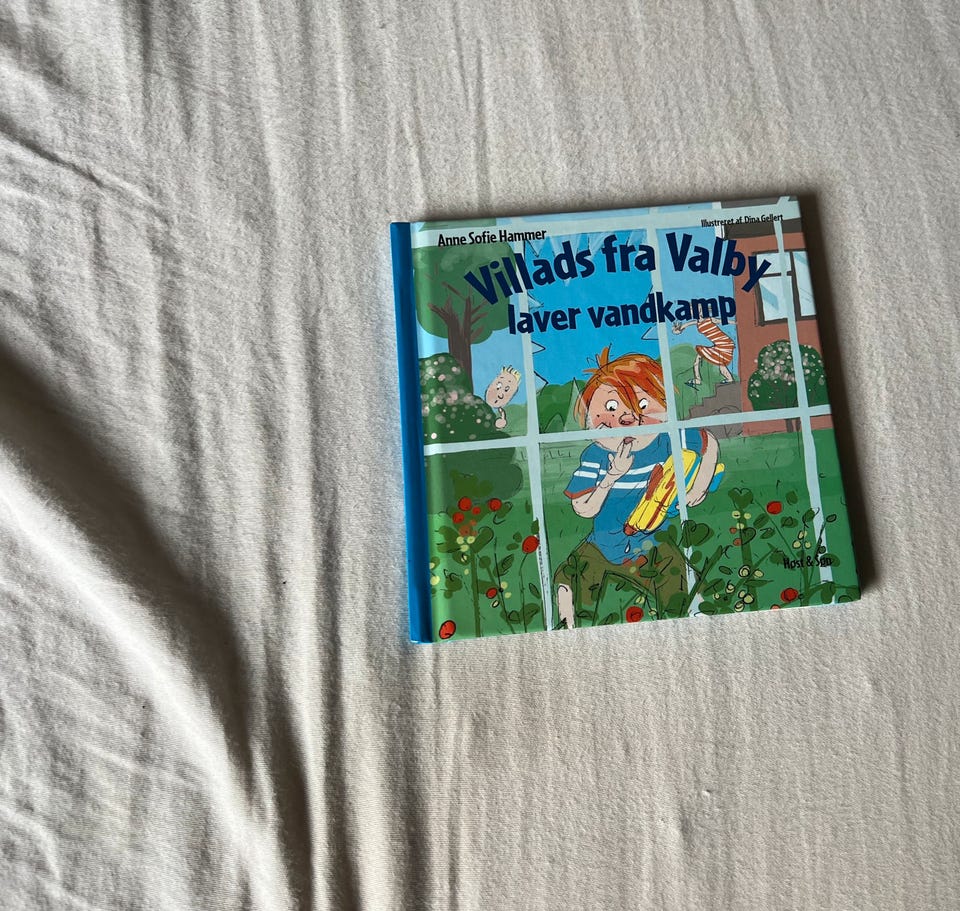 Illustreret af Dina Gellert
Anne Sofie Hammer
Villads fra Valby
laver vandkamp
Høst & Søn